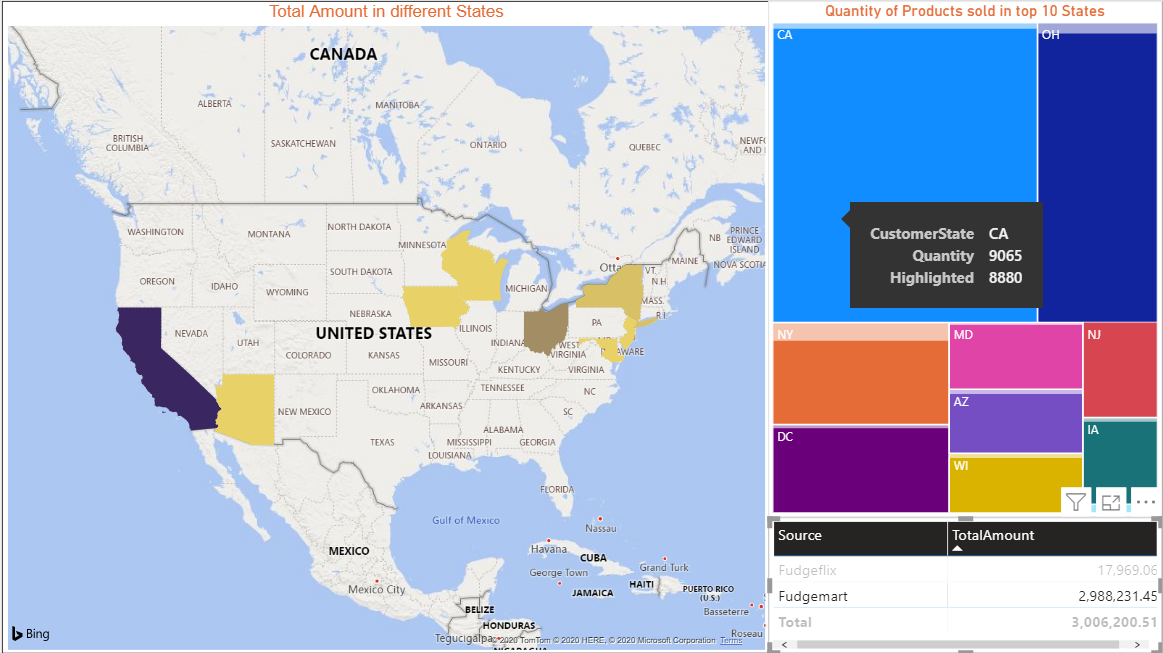 Total Amount in different States
CANADA
ALBERTA
MANITOBA
BRITISH
COLUMBIA
SASKATCHEWAN
ONTARIO
QUEBEC
WASHINGTON
MONTANA
NORTH DAKOTA
MINNESOTA
NB
PRINCE
EDWARD
ISLAND
MAINE
NOVA SCOTIA
OREGON
IDAHO
WYOMING
SOUTH DAKOTA
MICHIGAN
VT.
N H
MASS.
R I
NEBRASKA
NEVADA
UTAH
COLORADO
UNITED STATES
KANSAS
MISSOURI
ILLINOIS
INDIANA
PA
WEST
VIRGINIA
KENTUCKY
VIRGINIA
TENNESSEE
NC
OKLAHOMA
ARKANSAS
NEW MEXICO
SC
ALABAMA
MISSISSIPPI
GEORGIA
TEXAS
LOUISIANA
FLORIDA
Gulf of Mexico
Nassau
MEXICO
Havana
CUBA
George Town
Grand Turk
Mexico City
HAITI
JAMAICA
PUERTO RICO
(U.S.)
BELIZE
Basseterre
HONDURAS
Tegucigalpa
Roseau
Bing
© 2020 TomTom © 2020 HERE, © 2020 Microsoft Corporation Terms
Quantity of Products sold in top 10 States
CA
OH
CustomerState CA
Quantity 9065
Highlighted 8880
NY
MD
NJ
AZ
DC
IA
WI
Source TotalAmount
Fudgeflix 17,969.06
Fudgemart 2,988,231.45
Total 3,006,200.51